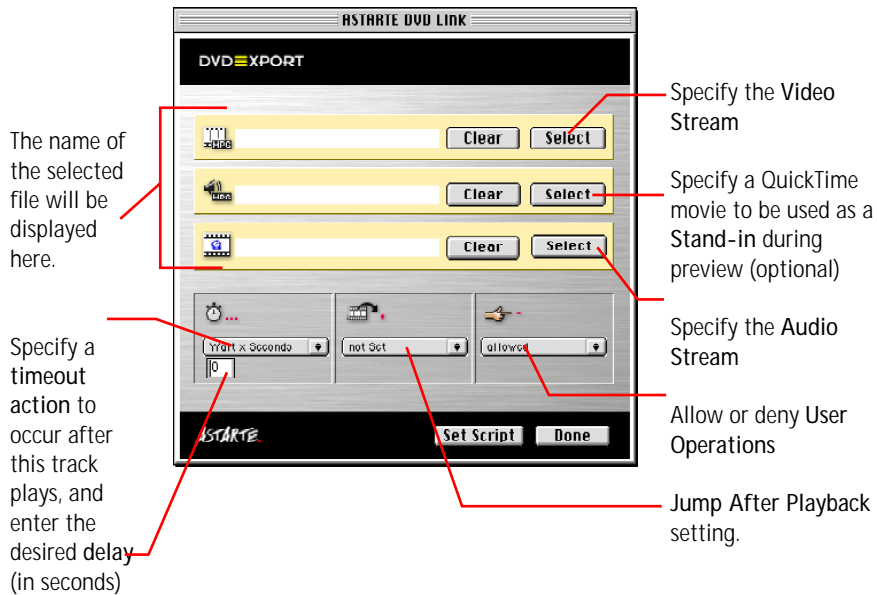 ASTARTE DVD LINK
DVDEXPORT
Clear
Select
Clear
Select
Clear
Select
...
Wait x Seconds
not Set
allowed
0
ASTARTE
Set Script
Done
The name of
the selected
file will be
displayed
here.
Specify a
timeout
action to
occur after
this track
plays, and
enter the
desired delay
(in seconds)
Specify the Video
Stream
Specify a QuickTime
movie to be used as a
Stand-in during
preview (optional)
Specify the Audio
Stream
Allow or deny User
Operations
Jump After Playback
setting.